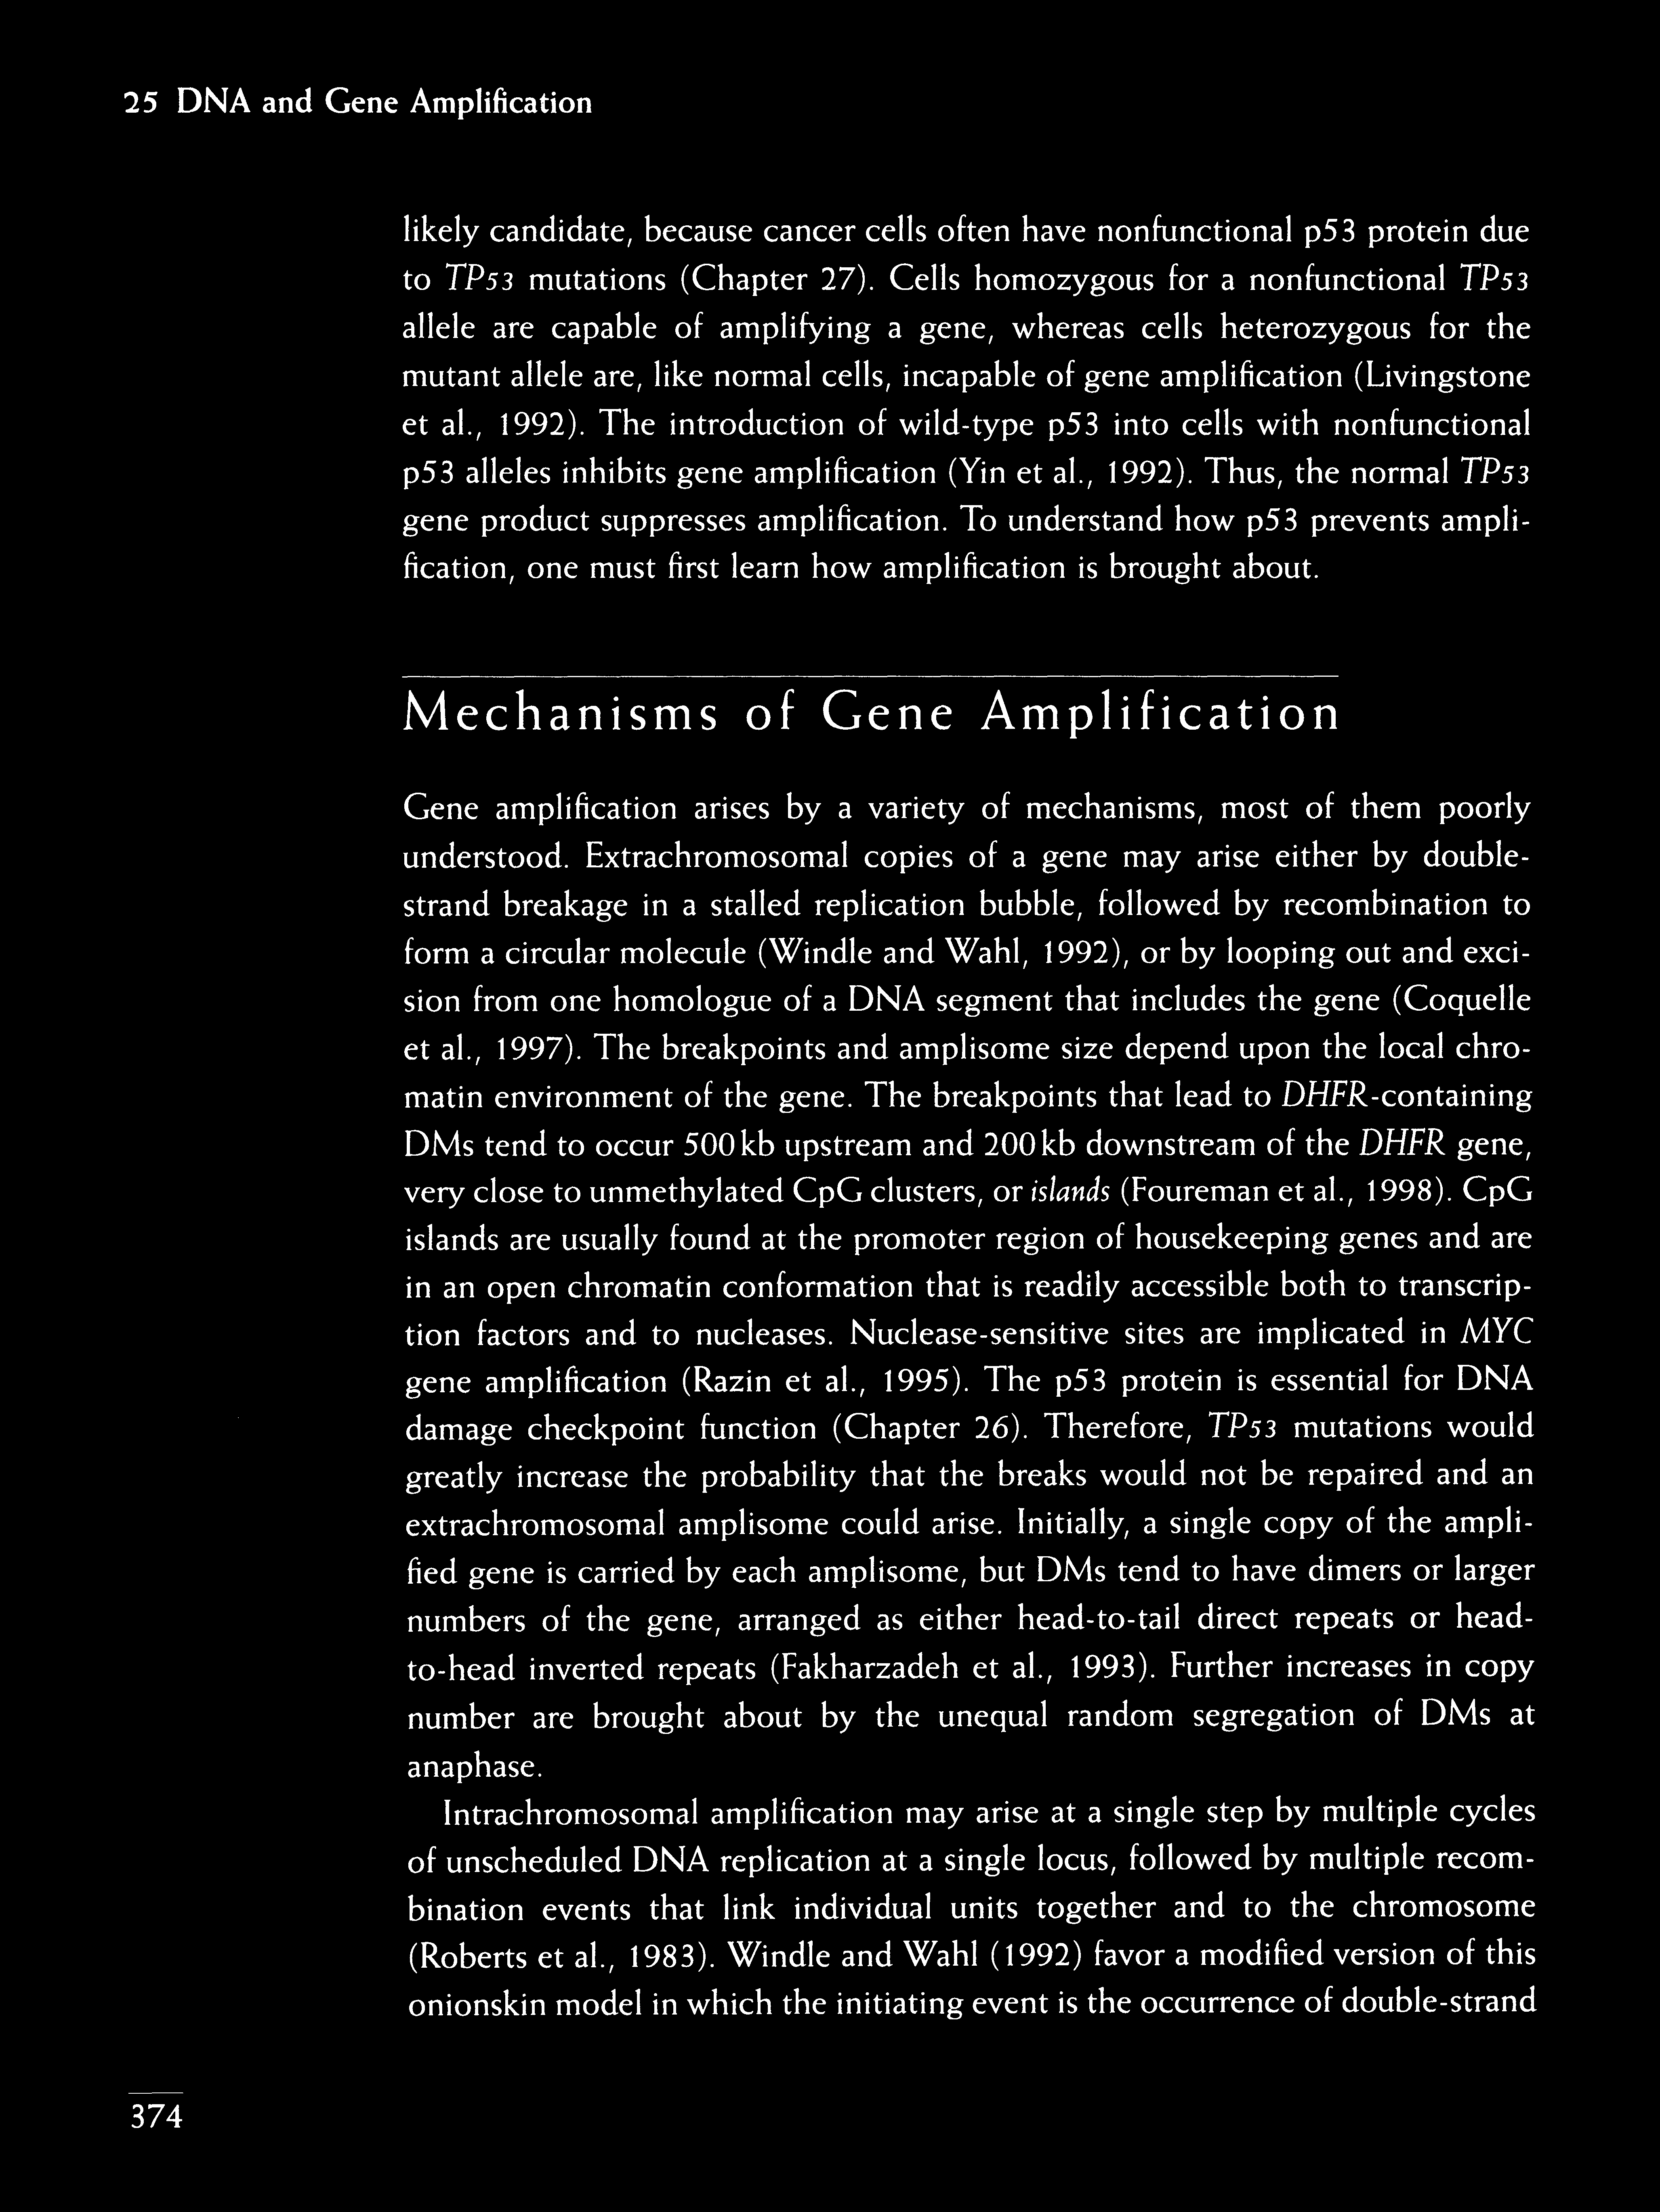 25 DNA and Gene Amplification
likely candidate, because cancer cells often have nonfunctional p53 protein due
to TP53 mutations (Chapter 27). Cells homozygous for a nonfunctional TP53
allele are capable of amplifying a gene, whereas cells heterozygous for the
mutant allele are, like normal cells, incapable of gene amplification (Livingstone
et al., 1992). The introduction of wild-type p53 into cells with nonfunctional
p53 alleles inhibits gene amplification (Yin et al., 1992). Thus, the normal TP53
gene product suppresses amplification. To understand how p53 prevents ampli-
fication, one must first learn how amplification is brought about.
Mechanisms of Gene Amplification
Gene amplification arises by a variety of mechanisms, most of them poorly
understood. Extrachromosomal copies of a gene may arise either by double-
strand breakage in a stalled replication bubble, followed by recombination to
form a circular molecule (Windle and Wahl, 1992), or by looping out and exci-
sion from one homologue of a DNA segment that includes the gene (Coquelle
et al., 1997). The breakpoints and amplisome size depend upon the local chro-
matin environment of the gene. The breakpoints that lead to DHFR-containing
DMs tend to occur 500 kb upstream and 200 kb downstream of the DHFR gene,
very close to unmethylated CpG clusters, or islands (Foureman et al., 1998). CpG
islands are usually found at the promoter region of housekeeping genes and are
in an open chromatin conformation that is readily accessible both to transcrip-
tion factors and to nucleases. Nuclease-sensitive sites are implicated in MYC
gene amplification (Razin et al., 1995). The p53 protein is essential for DNA
damage checkpoint function (Chapter 26). Therefore, TP53 mutations would
greatly increase the probability that the breaks would not be repaired and an
extrachromosomal amplisome could arise. Initially, a single copy of the ampli-
fied gene is carried by each amplisome, but DMs tend to have dimers or larger
numbers of the gene, arranged as either head-to-tail direct repeats or head-
to-head inverted repeats (Fakharzadeh et al., 1993). Further increases in copy
number are brought about by the unequal random segregation of DMs at
anaphase.
Intrachromosomal amplification may arise at a single step by multiple cycles
of unscheduled DNA replication at a single locus, followed by multiple recom-
bination events that link individual units together and to the chromosome
(Roberts et al., 1983). Windle and Wahl (1992) favor a modified version of this
onionskin model in which the initiating event is the occurrence of double-strand
374